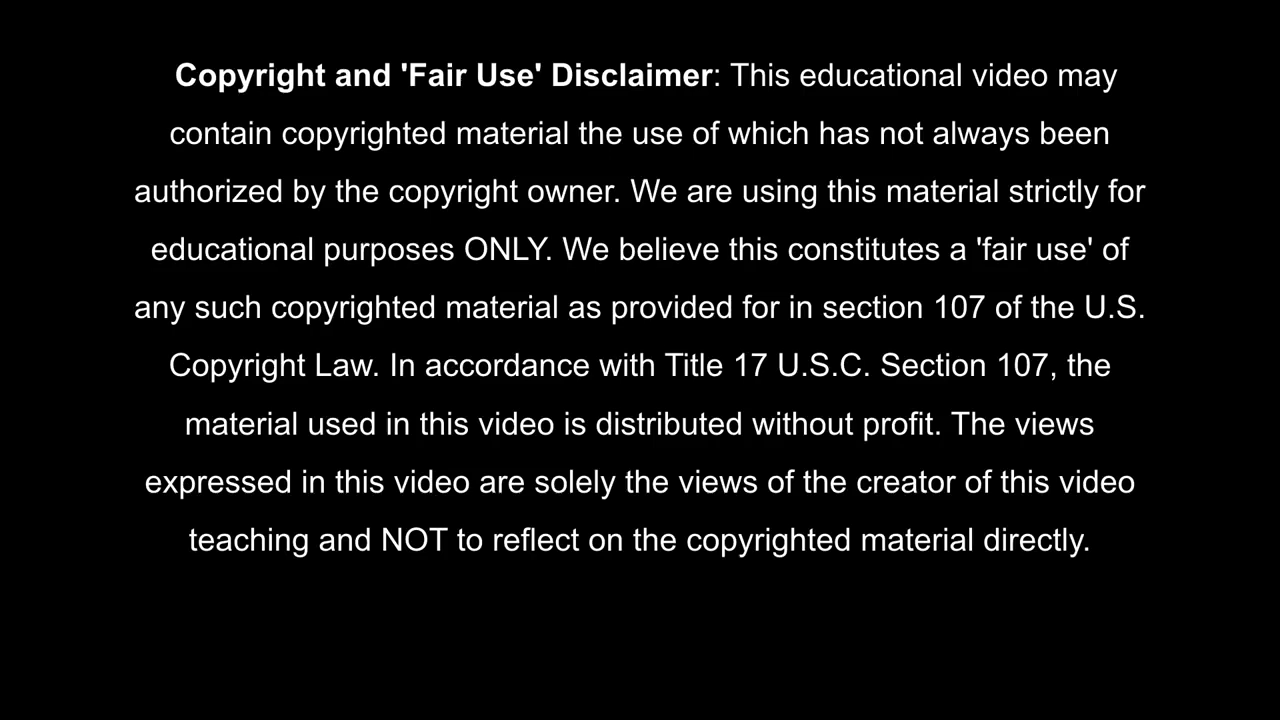 Copyright and 'Fair Use' Disclaimer: This educational video may
contain copyrighted material the use of which has not always been
authorized by the copyright owner. We are using this material strictly for
educational purposes ONLY. We believe this constitutes a 'fair use' of
any such copyrighted material as provided for in section 107 of the U.S.
Copyright Law. In accordance with Title 17 U.S.C. Section 107, the
material used in this video is distributed without profit. The views
expressed in this video are solely the views of the creator of this video
teaching and NOT to reflect on the copyrighted material directly.